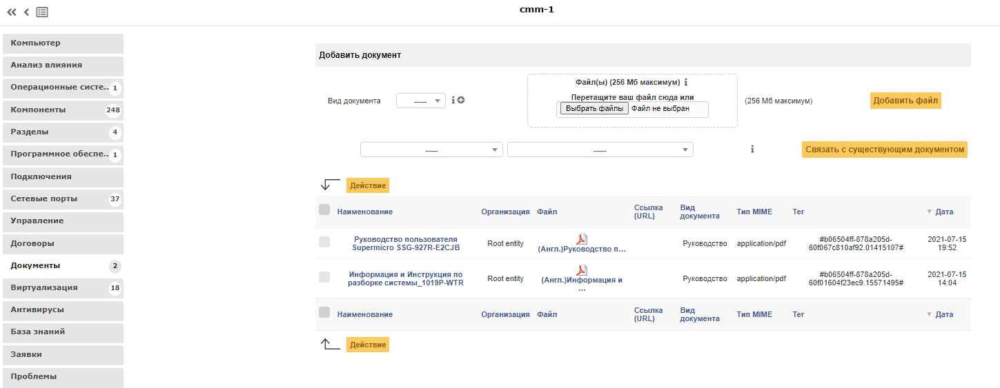 cmm-1
Компьютер
Анализ влияния
Операционные систе.. 1
Компоненты 248
Разделы 4
Программное обеспе.. 1
Подключения
Сетевые порты 37
Управление
Договоры
Документы 2
Виртуализация 18
Антивирусы
База знаний
Заявки
Проблемы
Добавить документ
Вид документа -----
Файл(ы) (256 Мб максимум)
Перетащите ваш файл сюда или
Выбрать файлы Файл не выбран
(256 Мб максимум)
Добавить файл
----- -----
Связать с существующим документом
Действие
Наименование Организация Файл Ссылка (URL) Вид документа Тип MIME Тег Дата
Руководство пользователя
Supermicro SSG-927R-E2CJB
Root entity
(Англ.)Руководство п...
Руководство
application/pdf
#b06504ff-878a205d-
60f067c810af92.01415107#
2021-07-15
19:52
Информация и Инструкция по
разборке системы_1019P-WTR
Root entity
(Англ.)Информация и
...
Руководство
application/pdf
#b06504ff-878a205d-
60f01604f23ec9.15571495#
2021-07-15
14:04
Наименование Организация Файл Ссылка (URL) Вид документа Тип MIME Тег Дата
Действие